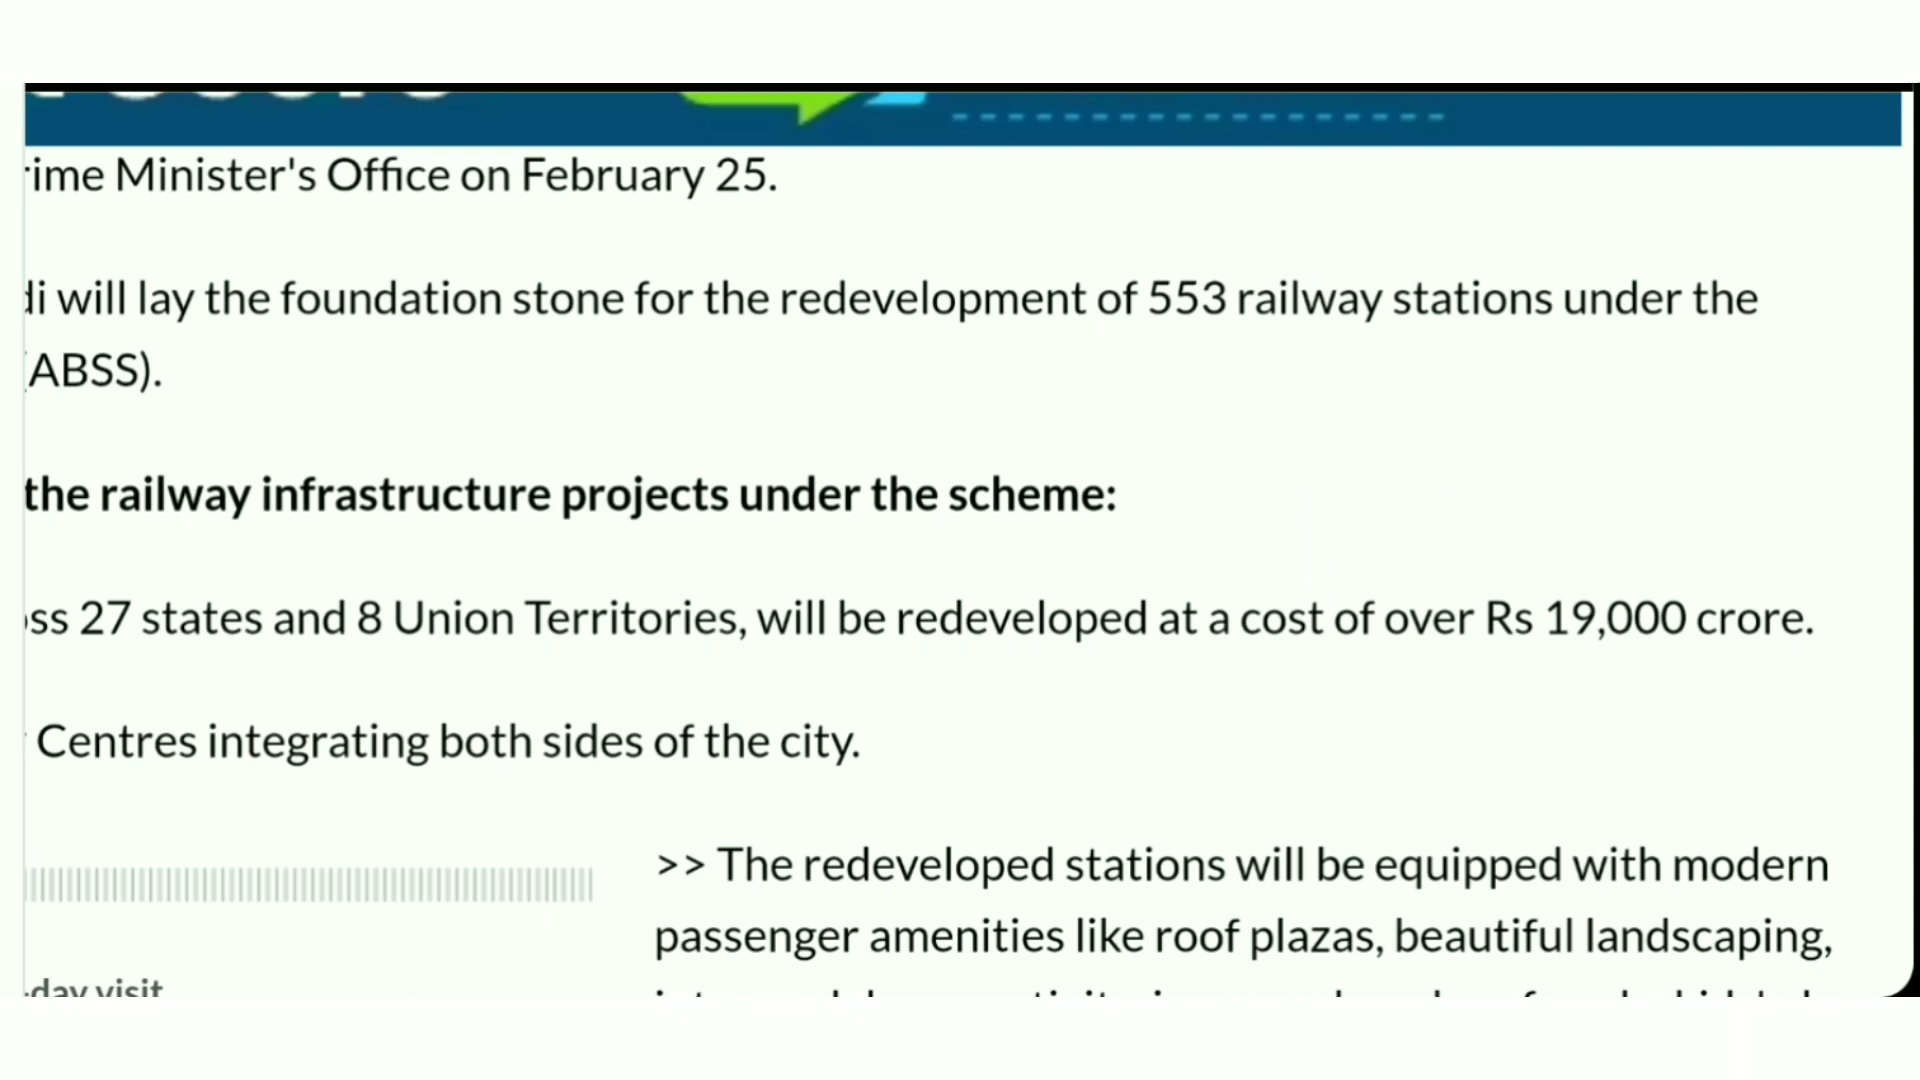 Minister's Office on February 25.
will lay the foundation stone for the redevelopment of 553 railway stations under the
(ABSS).
the railway infrastructure projects under the scheme:
27 states and 8 Union Territories, will be redeveloped at a cost of over Rs 19,000 crore.
Centres integrating both sides of the city.
>> The redeveloped stations will be equipped with modern
passenger amenities like roof plazas, beautiful landscaping,
-day visit